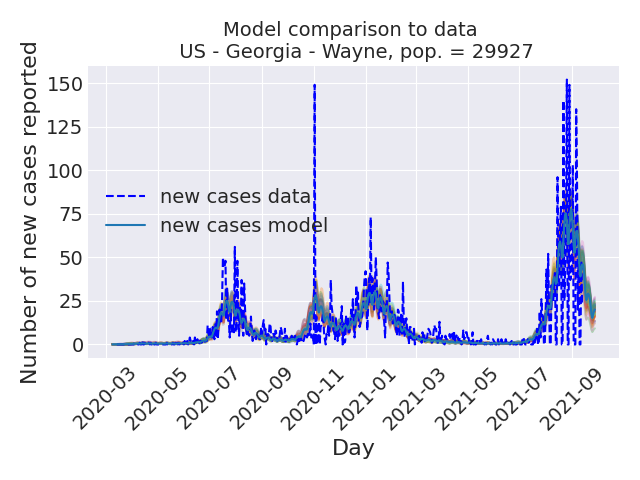 Model comparison to data
US - Georgia - Wayne, pop. = 29927
Number of new cases reported
150
125
100
75
50
25
0
new cases data
new cases model
2020-03
2020-05
2020-07
2020-09
2020-11
2021-01
2021-03
2021-05
2021-07
2021-09
Day